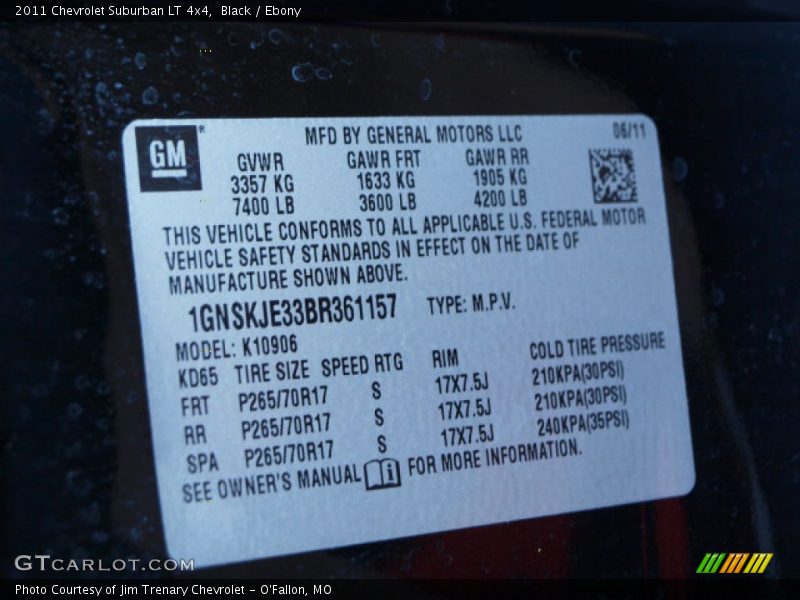 2011 Chevrolet Suburban LT 4x4, Black / Ebony
GM®
MFD BY GENERAL MOTORS LLC 06/11
GVWR GAWR FRT GAWR RR
3357 KG 1633 KG 1905 KG
7400 LB 3600 LB 4200 LB
THIS VEHICLE CONFORMS TO ALL APPLICABLE U.S. FEDERAL MOTOR
VEHICLE SAFETY STANDARDS IN EFFECT ON THE DATE OF
MANUFACTURE SHOWN ABOVE.
1GNSKJE33BR361157 TYPE: M.P.V.
MODEL: K10906
KD65 TIRE SIZE SPEED RTG RIM COLD TIRE PRESSURE
FRT P265/70R17 S 17X7.5J 210KPA(30PSI)
RR P265/70R17 S 17X7.5J 210KPA(30PSI)
SPA P265/70R17 S 17X7.5J 240KPA(35PSI)
SEE OWNER'S MANUAL i FOR MORE INFORMATION.
GTCARLOT.COM
Photo Courtesy of Jim Trenary Chevrolet - O'Fallon, MO